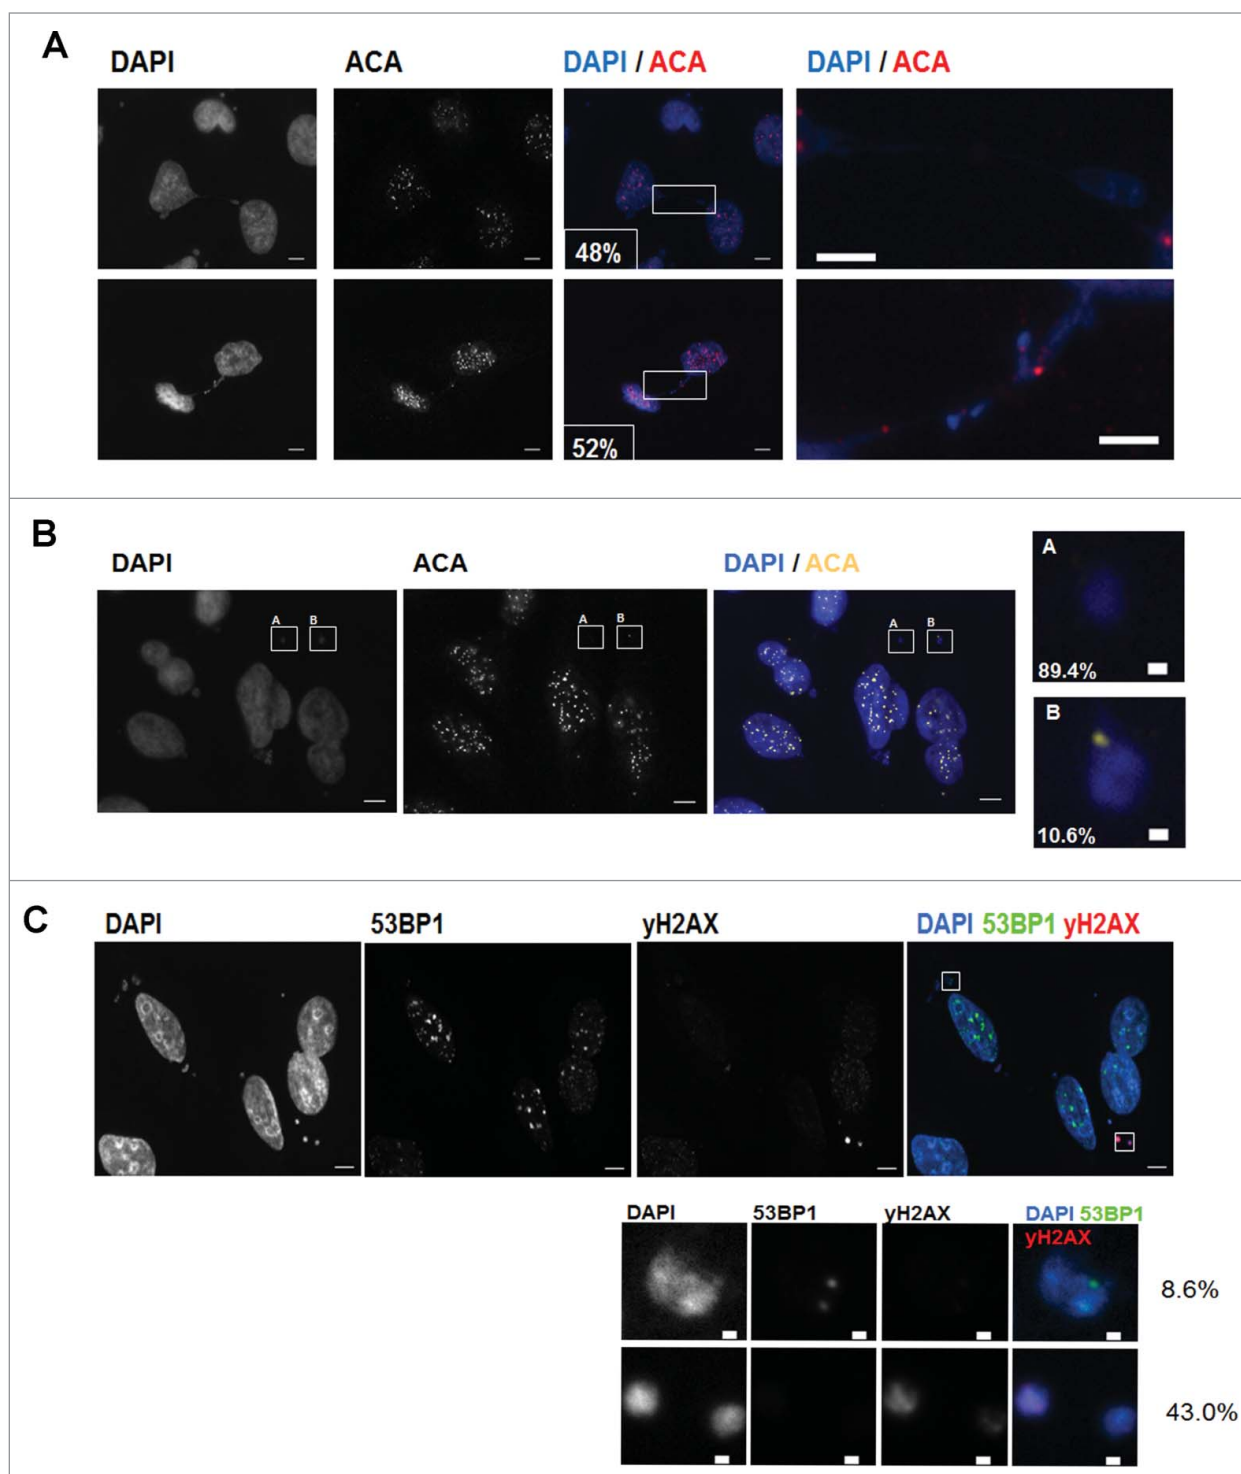 A
DAPI ACA DAPI / ACA DAPI / ACA
48%
52%
B
DAPI ACA DAPI / ACA
A B A B A B
A
89.4%
B
10.6%
C
DAPI 53BP1 yH2AX DAPI 53BP1 yH2AX
DAPI 53BP1 yH2AX DAPI 53BP1
yH2AX
8.6%
43.0%